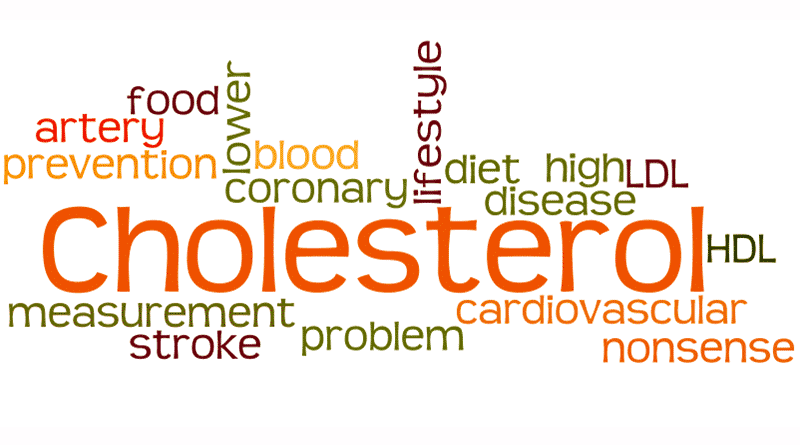 food
lower
lifestyle
artery
prevention
blood
coronary
diet
high
LDL
disease
Cholesterol
HDL
measurement
cardiovascular
stroke
problem
nonsense